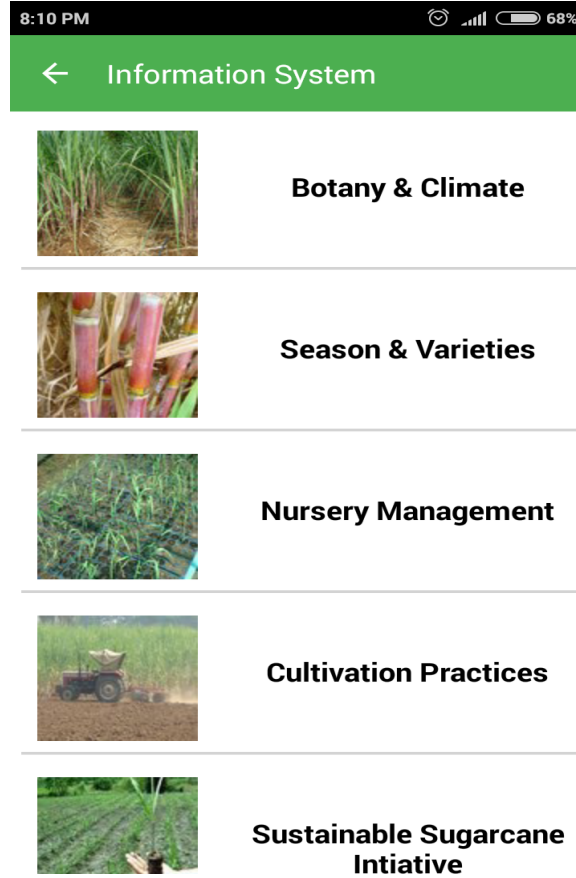 8:10 PM 68%
Information System
Botany & Climate
Season & Varieties
Nursery Management
Cultivation Practices
Sustainable Sugarcane
Intiative